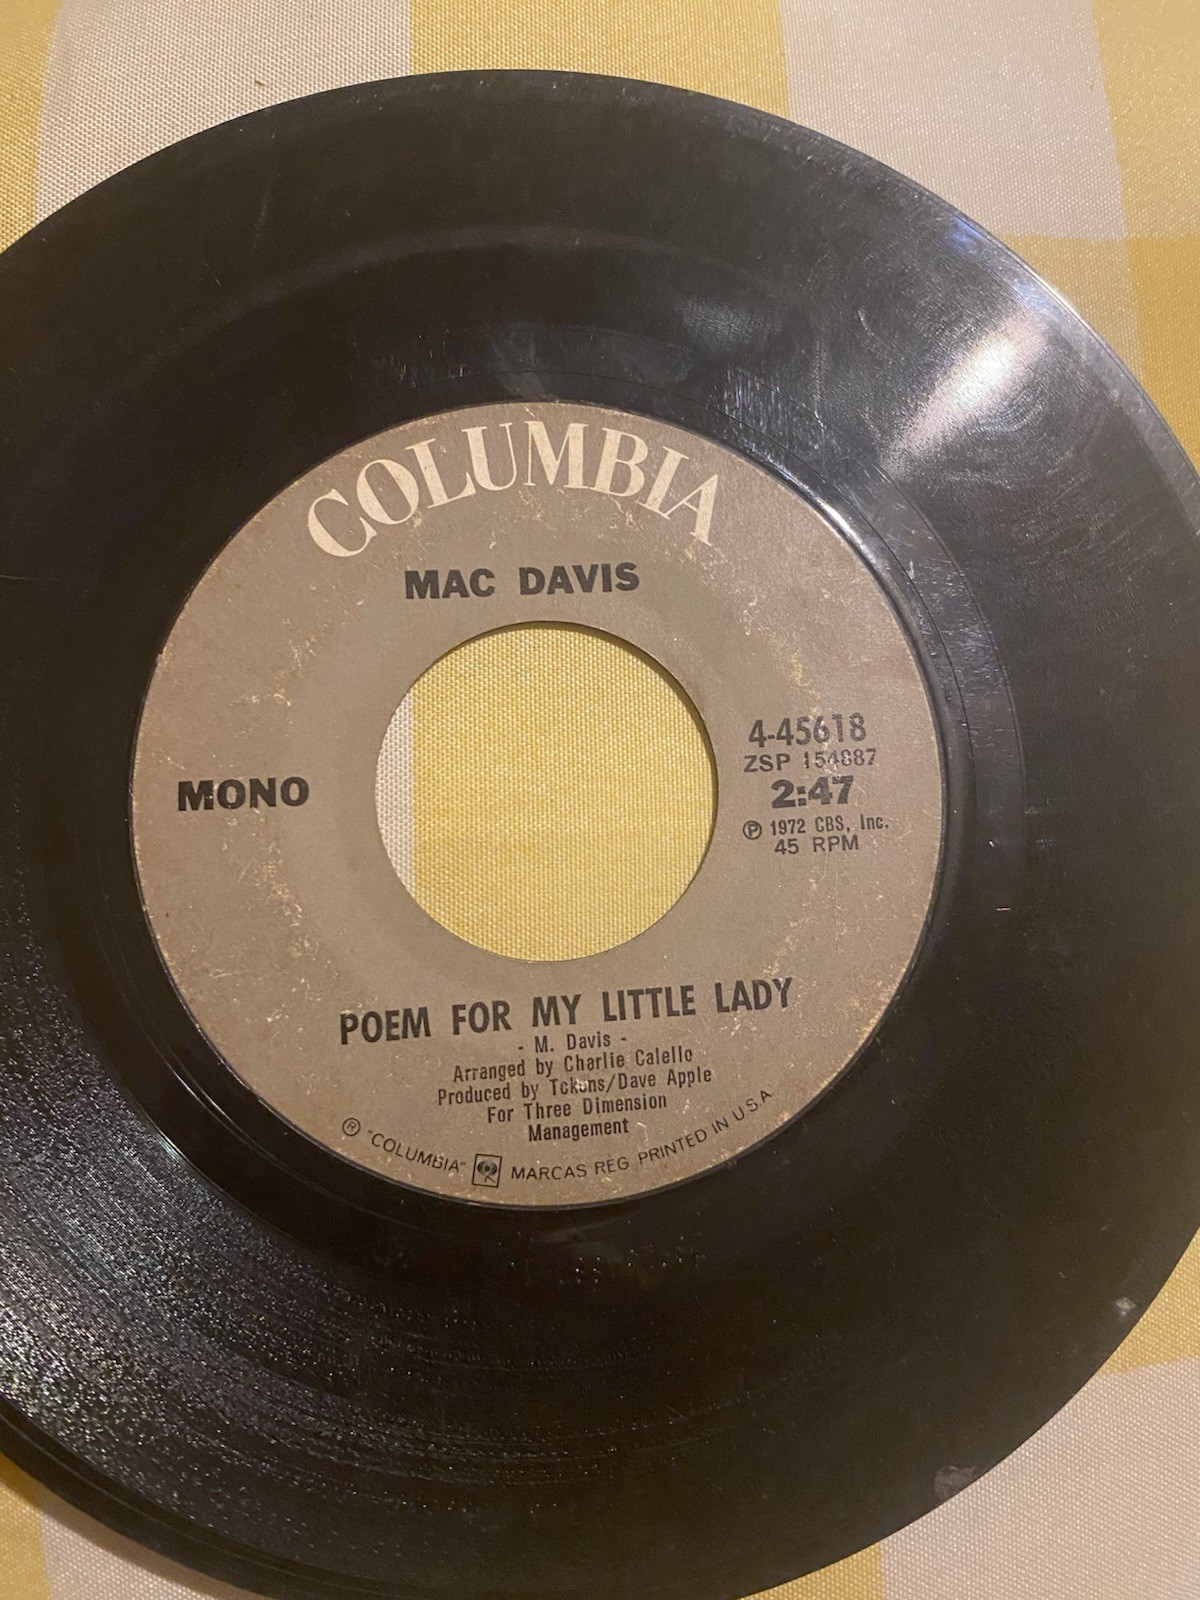 COLUMBIA
MAC DAVIS
MONO
4-45618
ZSP 154887
2:47
Ⓟ 1972 CBS, Inc.
45 RPM
POEM FOR MY LITTLE LADY
- M. Davis -
Arranged by Charlie Calello
Produced by Tckens/Dave Apple
For Three Dimension
Management
® "COLUMBIA" MARCAS REG PRINTED IN U.S.A.